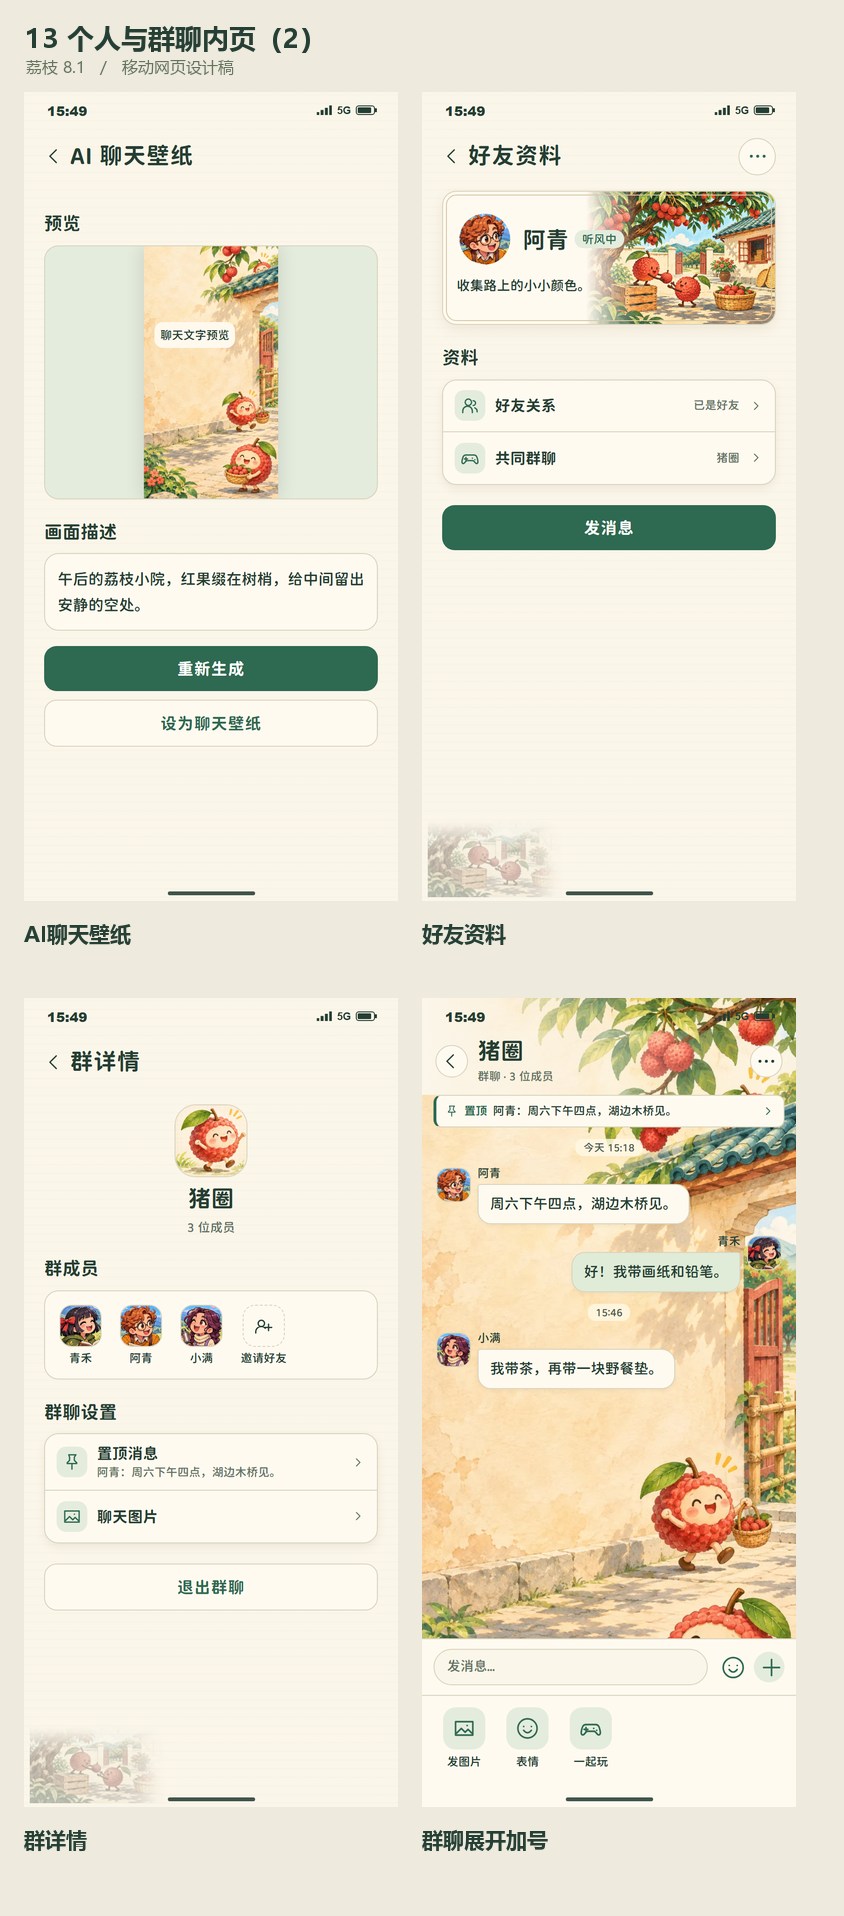 13 个人与群聊内页（2）
荔枝 8.1 / 移动网页设计稿
15:49
5G
AI 聊天壁纸
预览
聊天文字预览
画面描述
午后的荔枝小院，红果缀在树梢，给中间留出
安静的空处。
重新生成
设为聊天壁纸
AI聊天壁纸
15:49
5G
好友资料
阿青 听风中
收集路上的小小颜色。
资料
好友关系 已是好友
共同群聊 猪圈
发消息
好友资料
15:49
5G
群详情
猪圈
3 位成员
群成员
青禾 阿青 小满 邀请好友
群聊设置
置顶消息
阿青：周六下午四点，湖边木桥见。
聊天图片
退出群聊
群详情
15:49
5G
猪圈
群聊 · 3 位成员
置顶 阿青：周六下午四点，湖边木桥见。
今天 15:18
阿青
周六下午四点，湖边木桥见。
青禾
好！我带画纸和铅笔。
15:46
小满
我带茶，再带一块野餐垫。
发消息...
发图片 表情 一起玩
群聊展开加号